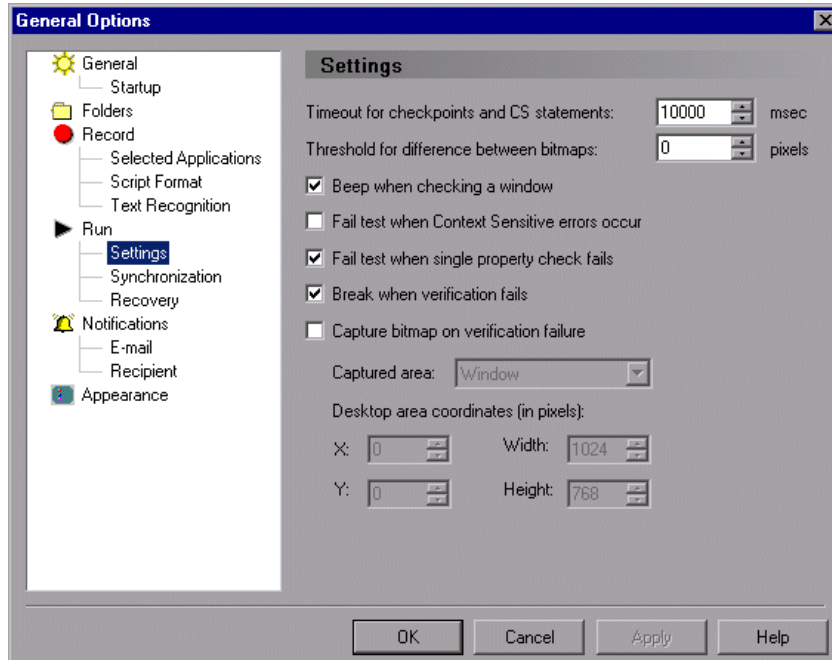 General Options
General
Startup
Folders
Record
Selected Applications
Script Format
Text Recognition
Run
Settings
Synchronization
Recovery
Notifications
E-mail
Recipient
Appearance
Settings
Timeout for checkpoints and CS statements: 10000 msec
Threshold for difference between bitmaps: 0 pixels
Beep when checking a window
Fail test when Context Sensitive errors occur
Fail test when single property check fails
Break when verification fails
Capture bitmap on verification failure
Captured area: Window
Desktop area coordinates (in pixels):
X: 0 Width: 1024
Y: 0 Height: 768
OK Cancel Apply Help